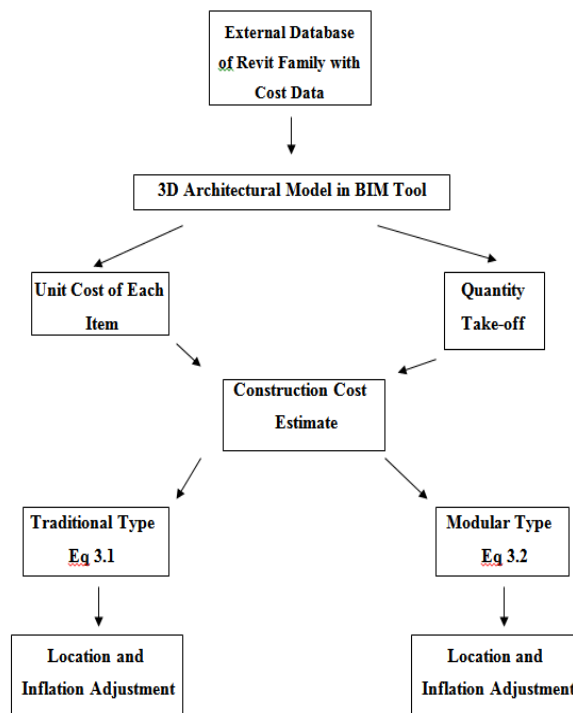 External Database
of Revit Family with
Cost Data
3D Architectural Model in BIM Tool
Unit Cost of Each
Item
Quantity
Take-off
Construction Cost
Estimate
Traditional Type
Eq 3.1
Modular Type
Eq 3.2
Location and
Inflation Adjustment
Location and
Inflation Adjustment